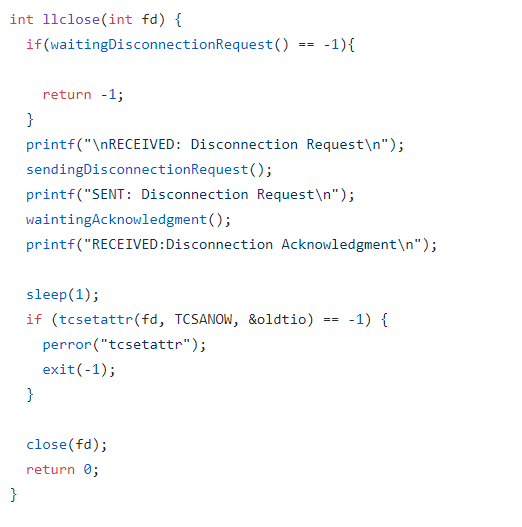 int llclose(int fd) {
  if(waitingDisconnectionRequest() == -1){

    return -1;
  }
  printf("\nRECEIVED: Disconnection Request\n");
  sendingDisconnectionRequest();
  printf("SENT: Disconnection Request\n");
  waintingAcknowledgment();
  printf("RECEIVED:Disconnection Acknowledgment\n");

  sleep(1);
  if (tcsetattr(fd, TCSANOW, &oldtio) == -1) {
    perror("tcsetattr");
    exit(-1);
  }

  close(fd);
  return 0;
}